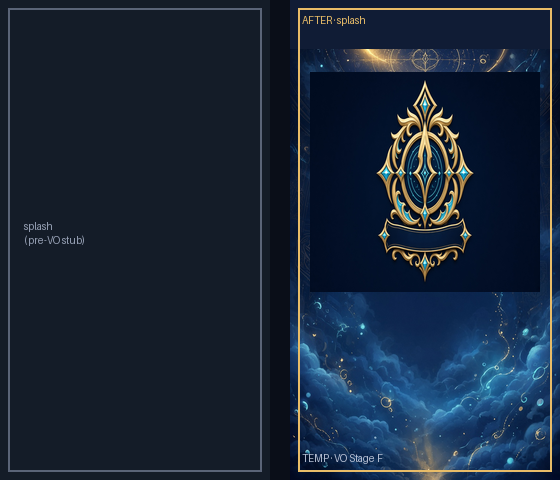 splash
(pre-VO stub)
AFTER · splash
TEMP · VO Stage F